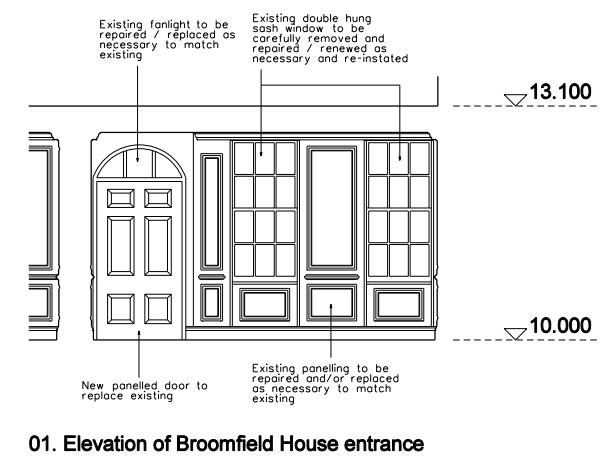 Existing fanlight to be
repaired / replaced as
necessary to match
existing
Existing double hung
sash window to be
carefully removed and
repaired / renewed as
necessary and re-instated
13.100
10.000
New panelled door to
replace existing
Existing panelling to be
repaired and/or replaced
as necessary to match
existing
01. Elevation of Broomfield House entrance